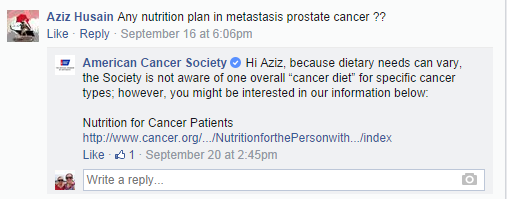 Aziz Husain Any nutrition plan in metastasis prostate cancer ??
Like · Reply · September 16 at 6:06pm
American Cancer Society Hi Aziz, because dietary needs can vary,
the Society is not aware of one overall “cancer diet” for specific cancer
types; however, you might be interested in our information below:
Nutrition for Cancer Patients
http://www.cancer.org/.../NutritionforthePersonwith.../index
Like · 1 · September 20 at 2:45pm
Write a reply...